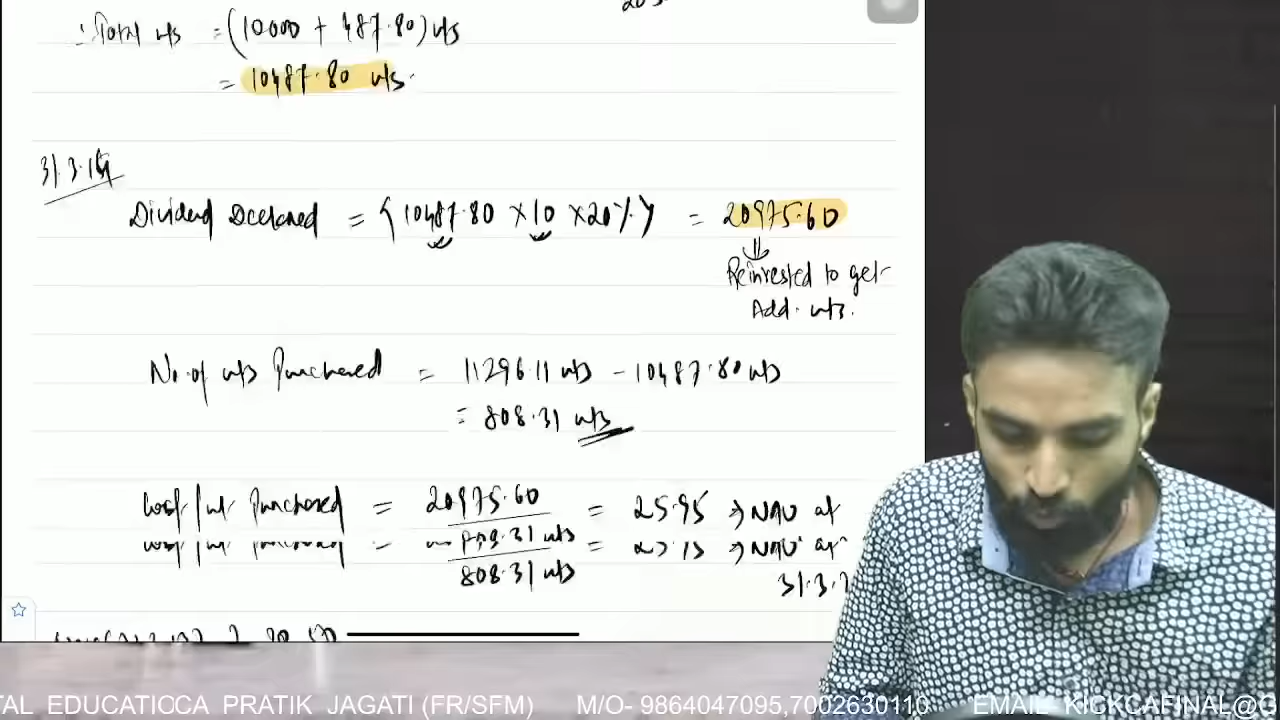 ∴ Total uts = (10000 + 487.80) uts
= 10487.80 uts.
31.3.19
Dividend Declared = {10487.80 × 10 × 20%} = 20975.60
⇓
Reinvested to get
Add. uts.
No. of uts Purchased = 11296.11 uts - 10487.80 uts
= 808.31 uts
Cost/ut Purchased = 20975.60 = 25.95 → NAV at
808.31 uts
31.3.
TAL EDUCATIOCCA PRATIK JAGATI (FR/SFM) M/O- 9864047095,7002630110 EMAIL- KICKCAFINAL@G